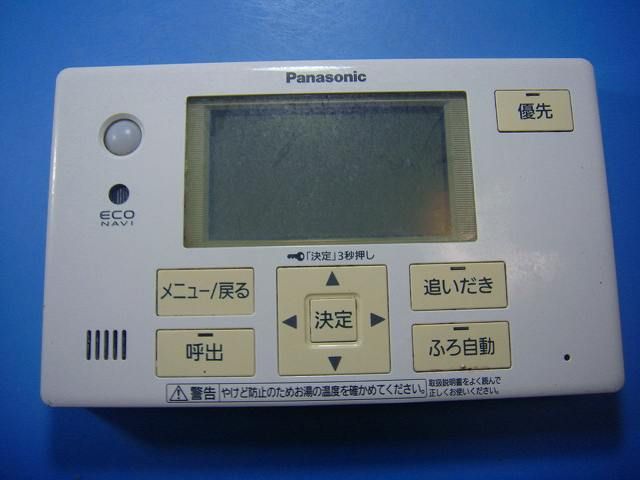 Panasonic
優先
ECO
NAVI
「決定」3秒押し
メニュー/戻る
▲
◀ 決定 ▶
▼
追いだき
呼出
ふろ自動
警告 やけど防止のためお湯の温度を確かめてください。
取扱説明書をよく読んで
正しくお使いください。